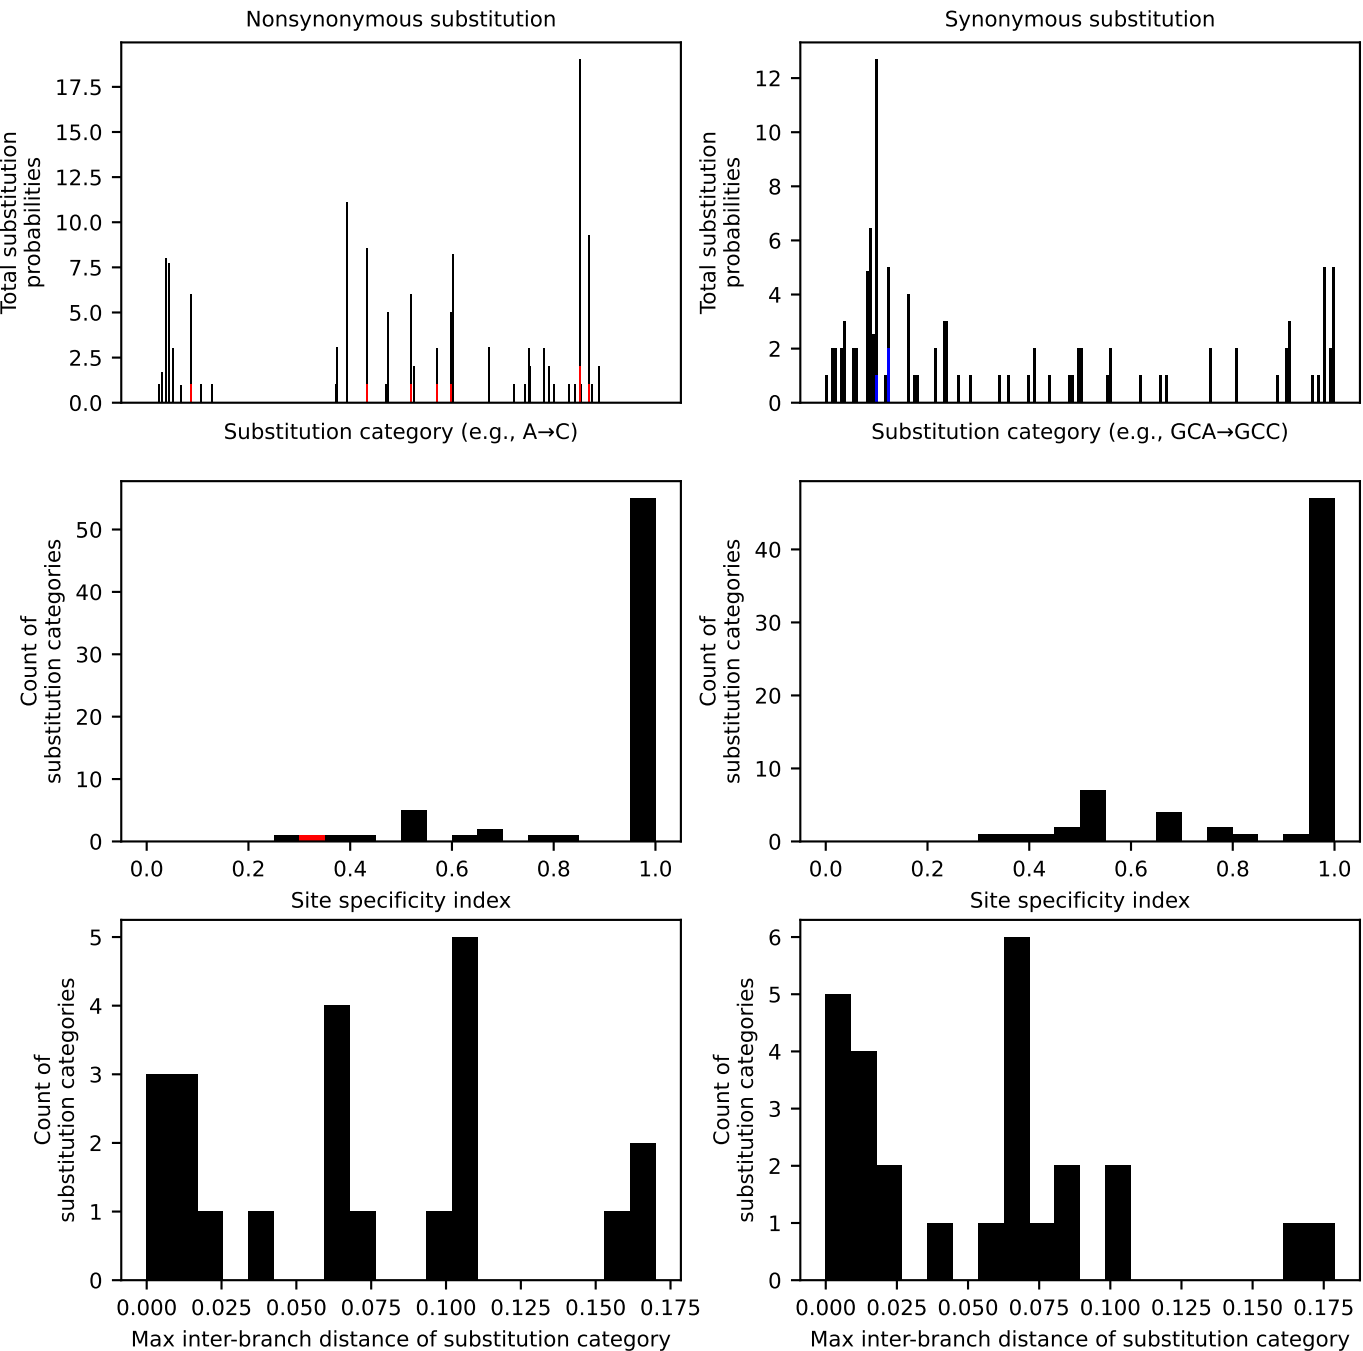 Nonsynonymous substitution
Total substitution
probabilities
17.5
15.0
12.5
10.0
7.5
5.0
2.5
0.0
Substitution category (e.g., A→C)
Synonymous substitution
Total substitution
probabilities
12
10
8
6
4
2
0
Substitution category (e.g., GCA→GCC)
Count of
substitution categories
50
40
30
20
10
0
0.0 0.2 0.4 0.6 0.8 1.0
Site specificity index
Count of
substitution categories
40
30
20
10
0
0.0 0.2 0.4 0.6 0.8 1.0
Site specificity index
Count of
substitution categories
5
4
3
2
1
0
0.000 0.025 0.050 0.075 0.100 0.125 0.150 0.175
Max inter-branch distance of substitution category
Count of
substitution categories
6
5
4
3
2
1
0
0.000 0.025 0.050 0.075 0.100 0.125 0.150 0.175
Max inter-branch distance of substitution category